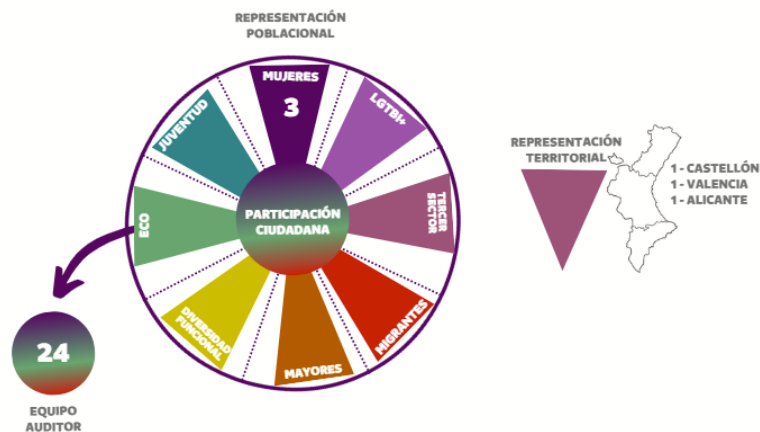 REPRESENTACIÓN
POBLACIONAL
MUJERES
3
LGTBI+
TERCER
SECTOR
MIGRANTES
MAYORES
DIVERSIDAD
FUNCIONAL
ECO
JUVENTUD
PARTICIPACIÓN
CIUDADANA
24
EQUIPO
AUDITOR
REPRESENTACIÓN
TERRITORIAL
1 - CASTELLÓN
1 - VALENCIA
1 - ALICANTE